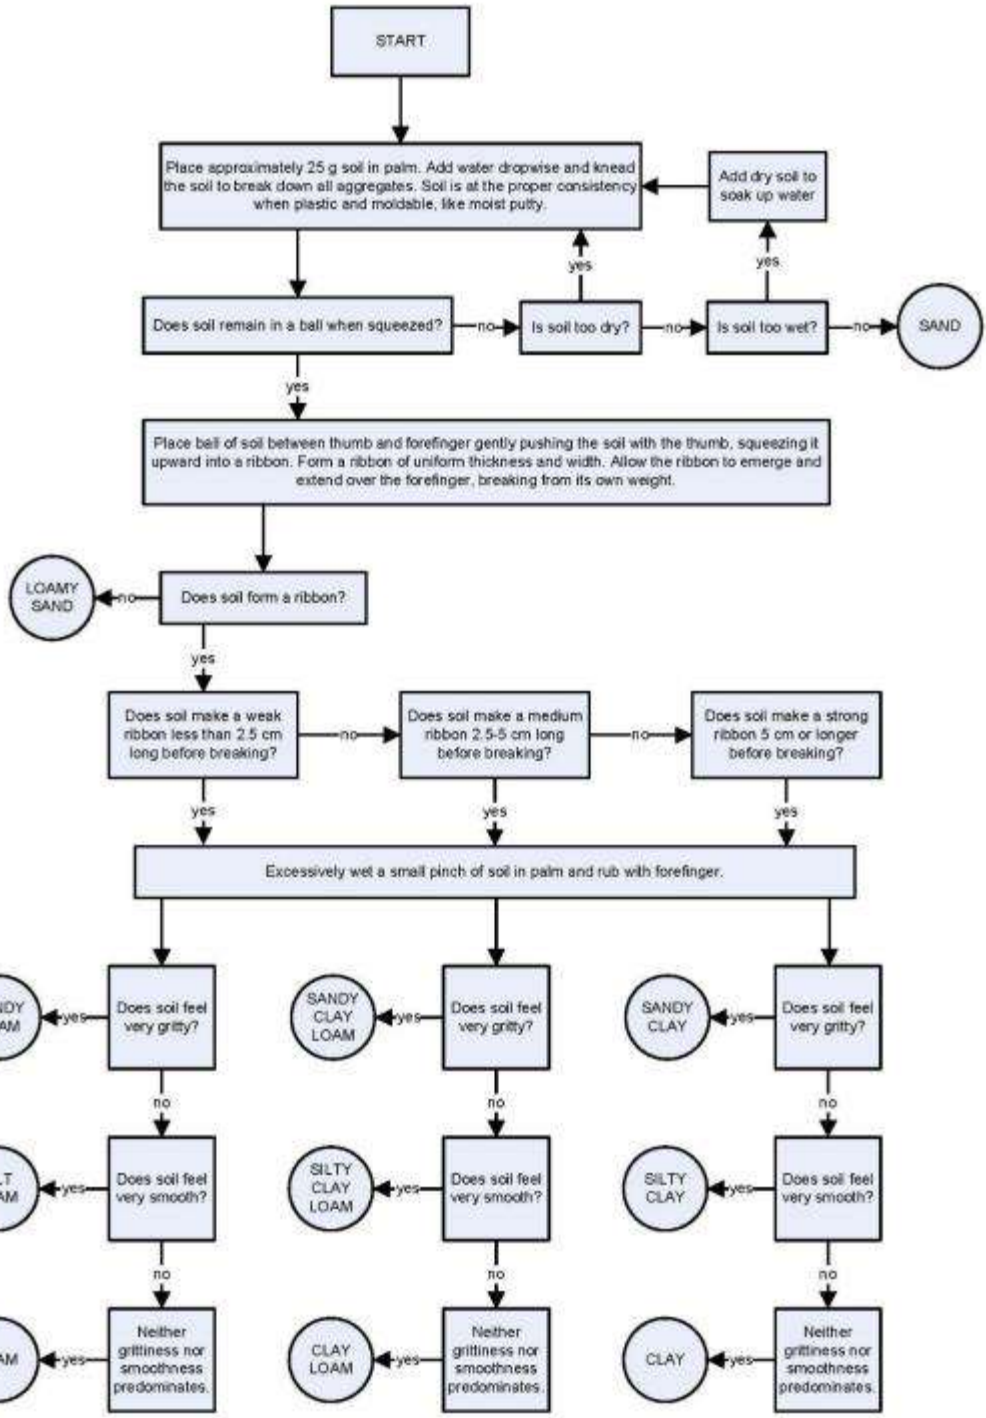 START
Place approximately 25 g soil in palm. Add water dropwise and knead
the soil to break down all aggregates. Soil is at the proper consistency
when plastic and moldable, like moist putty.
Add dry soil to
soak up water
yes
yes
Does soil remain in a ball when squeezed?
no
Is soil too dry?
no
Is soil too wet?
no
SAND
yes
Place ball of soil between thumb and forefinger gently pushing the soil with the thumb, squeezing it
upward into a ribbon. Form a ribbon of uniform thickness and width. Allow the ribbon to emerge and
extend over the forefinger, breaking from its own weight.
LOAMY
SAND
no
Does soil form a ribbon?
yes
Does soil make a weak
ribbon less than 2.5 cm
long before breaking?
no
Does soil make a medium
ribbon 2.5-5 cm long
before breaking?
no
Does soil make a strong
ribbon 5 cm or longer
before breaking?
yes
yes
yes
Excessively wet a small pinch of soil in palm and rub with forefinger.
NDY
AM
yes
Does soil feel
very gritty?
SANDY
CLAY
LOAM
yes
Does soil feel
very gritty?
SANDY
CLAY
yes
Does soil feel
very gritty?
no
no
no
LT
AM
yes
Does soil feel
very smooth?
SILTY
CLAY
LOAM
yes
Does soil feel
very smooth?
SILTY
CLAY
yes
Does soil feel
very smooth?
no
no
no
AM
yes
Neither
grittiness nor
smoothness
predominates.
CLAY
LOAM
yes
Neither
grittiness nor
smoothness
predominates.
CLAY
yes
Neither
grittiness nor
smoothness
predominates.